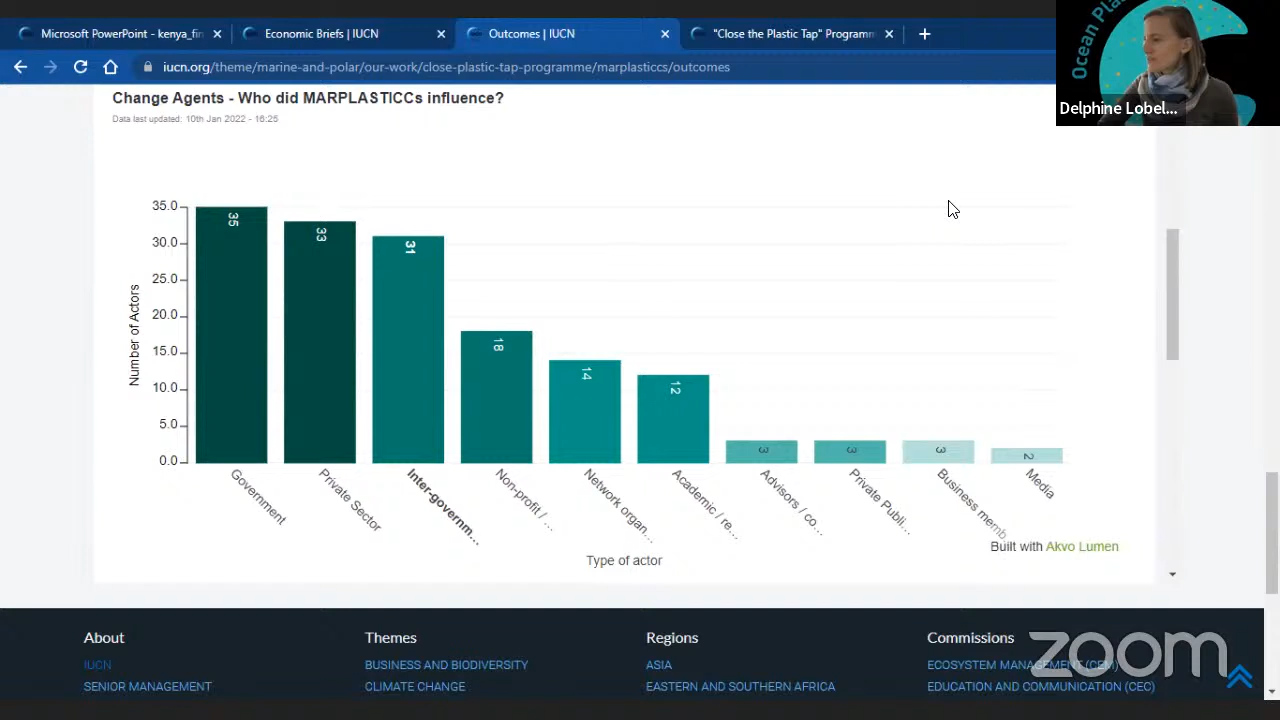 Microsoft PowerPoint - kenya_fin
Economic Briefs | IUCN
Outcomes | IUCN
"Close the Plastic Tap" Programm
iucn.org/theme/marine-and-polar/our-work/close-plastic-tap-programme/marplasticcs/outcomes
Ocean Pla
Delphine Lobel...
Change Agents - Who did MARPLASTICCs influence?
Data last updated: 10th Jan 2022 - 16:25
Number of Actors
35.0
30.0
25.0
20.0
15.0
10.0
5.0
0.0
35
33
31
18
14
12
3
3
3
2
Government
Private Sector
Inter-governm...
Non-profit / ...
Network organ...
Academic / re...
Advisors / co...
Private Publi...
Business memb
Media
Built with Akvo Lumen
Type of actor
About
Themes
Regions
Commissions
IUCN
BUSINESS AND BIODIVERSITY
ASIA
ECOSYSTEM MANAGEMENT (CEM)
SENIOR MANAGEMENT
CLIMATE CHANGE
EASTERN AND SOUTHERN AFRICA
EDUCATION AND COMMUNICATION (CEC)
zoom